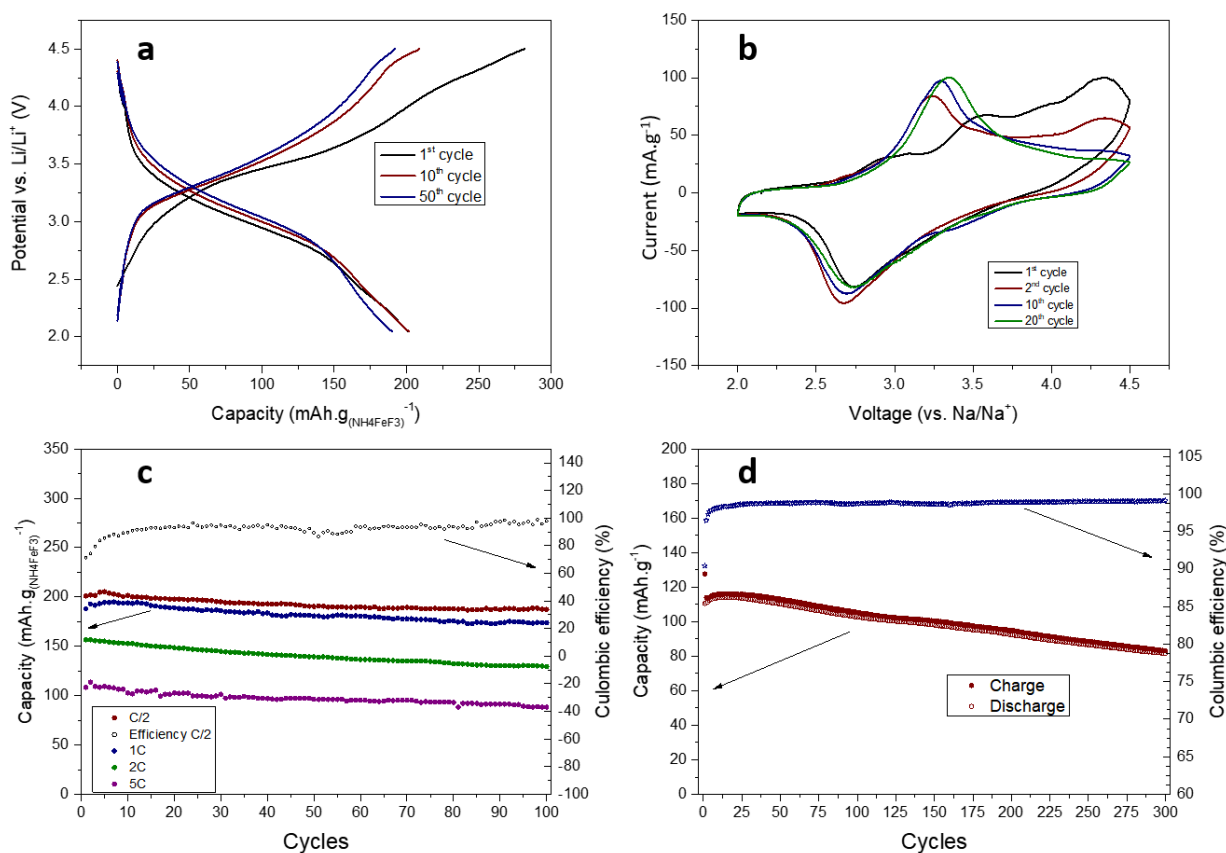 a
Potential vs. Li/Li⁺ (V)
4.5
4.0
3.5
3.0
2.5
2.0
1st cycle
10th cycle
50th cycle
0 50 100 150 200 250 300
Capacity (mAh.g(NH4FeF3)⁻¹)
b
Current (mA.g⁻¹)
150
100
50
0
-50
-100
-150
1st cycle
2nd cycle
10th cycle
20th cycle
2.0 2.5 3.0 3.5 4.0 4.5
Voltage (vs. Na/Na⁺)
c
Capacity (mAh.g(NH4FeF3)⁻¹
350
300
250
200
150
100
50
0
C/2
Efficiency C/2
1C
2C
5C
140
120
100
80
60
40
20
0
-20
-40
-60
-80
-100
Culombic efficiency (%)
0 10 20 30 40 50 60 70 80 90 100
Cycles
d
Capacity (mAh.g⁻¹)
200
180
160
140
120
100
80
60
40
20
0
Charge
Discharge
105
100
95
90
85
80
75
70
65
60
Columbic efficiency (%)
0 25 50 75 100 125 150 175 200 225 250 275 300
Cycles